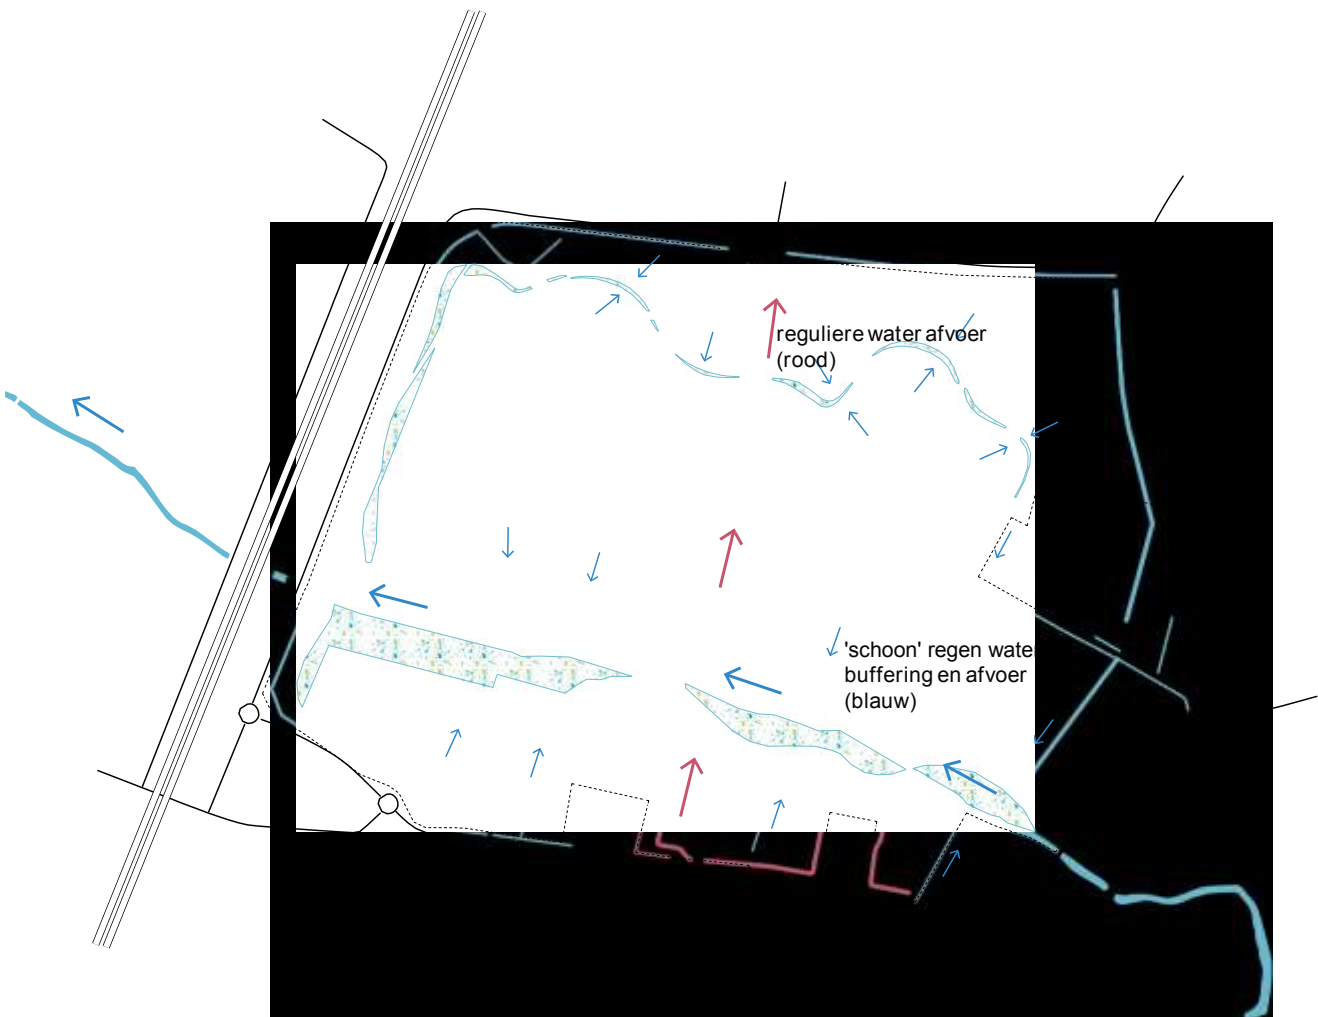 reguliere water afvoer
(rood)
'schoon' regen wate
buffering en afvoer
(blauw)